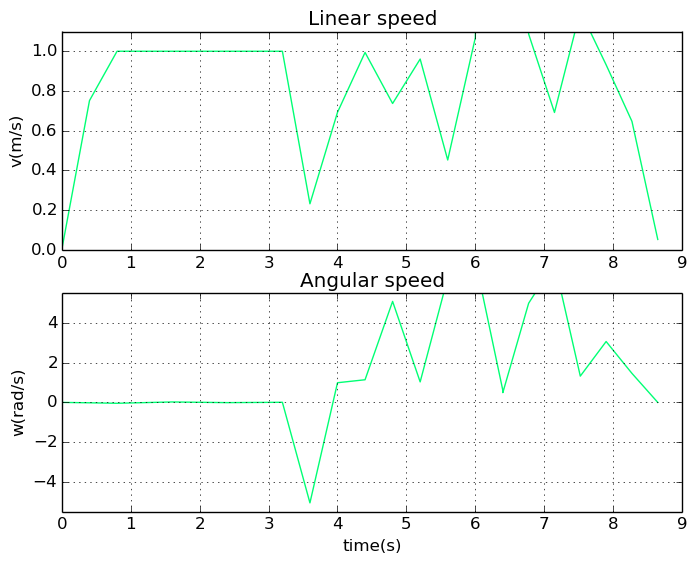 Linear speed
v(m/s)
1.0
0.8
0.6
0.4
0.2
0.0
0 1 2 3 4 5 6 7 8 9
Angular speed
w(rad/s)
4
2
0
−2
−4
0 1 2 3 4 5 6 7 8 9
time(s)